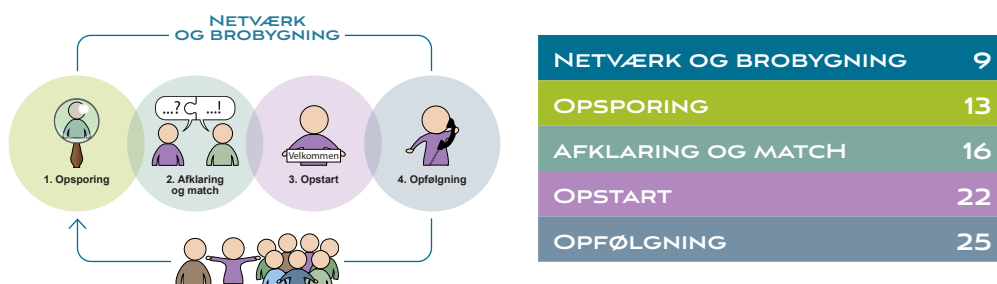 NETVÆRK
OG BROBYGNING
...?
...!
Velkommen
1. Opsporing
2. Afklaring
og match
3. Opstart
4. Opfølgning
NETVÆRK OG BROBYGNING 9
OPSPORING 13
AFKLARING OG MATCH 16
OPSTART 22
OPFØLGNING 25